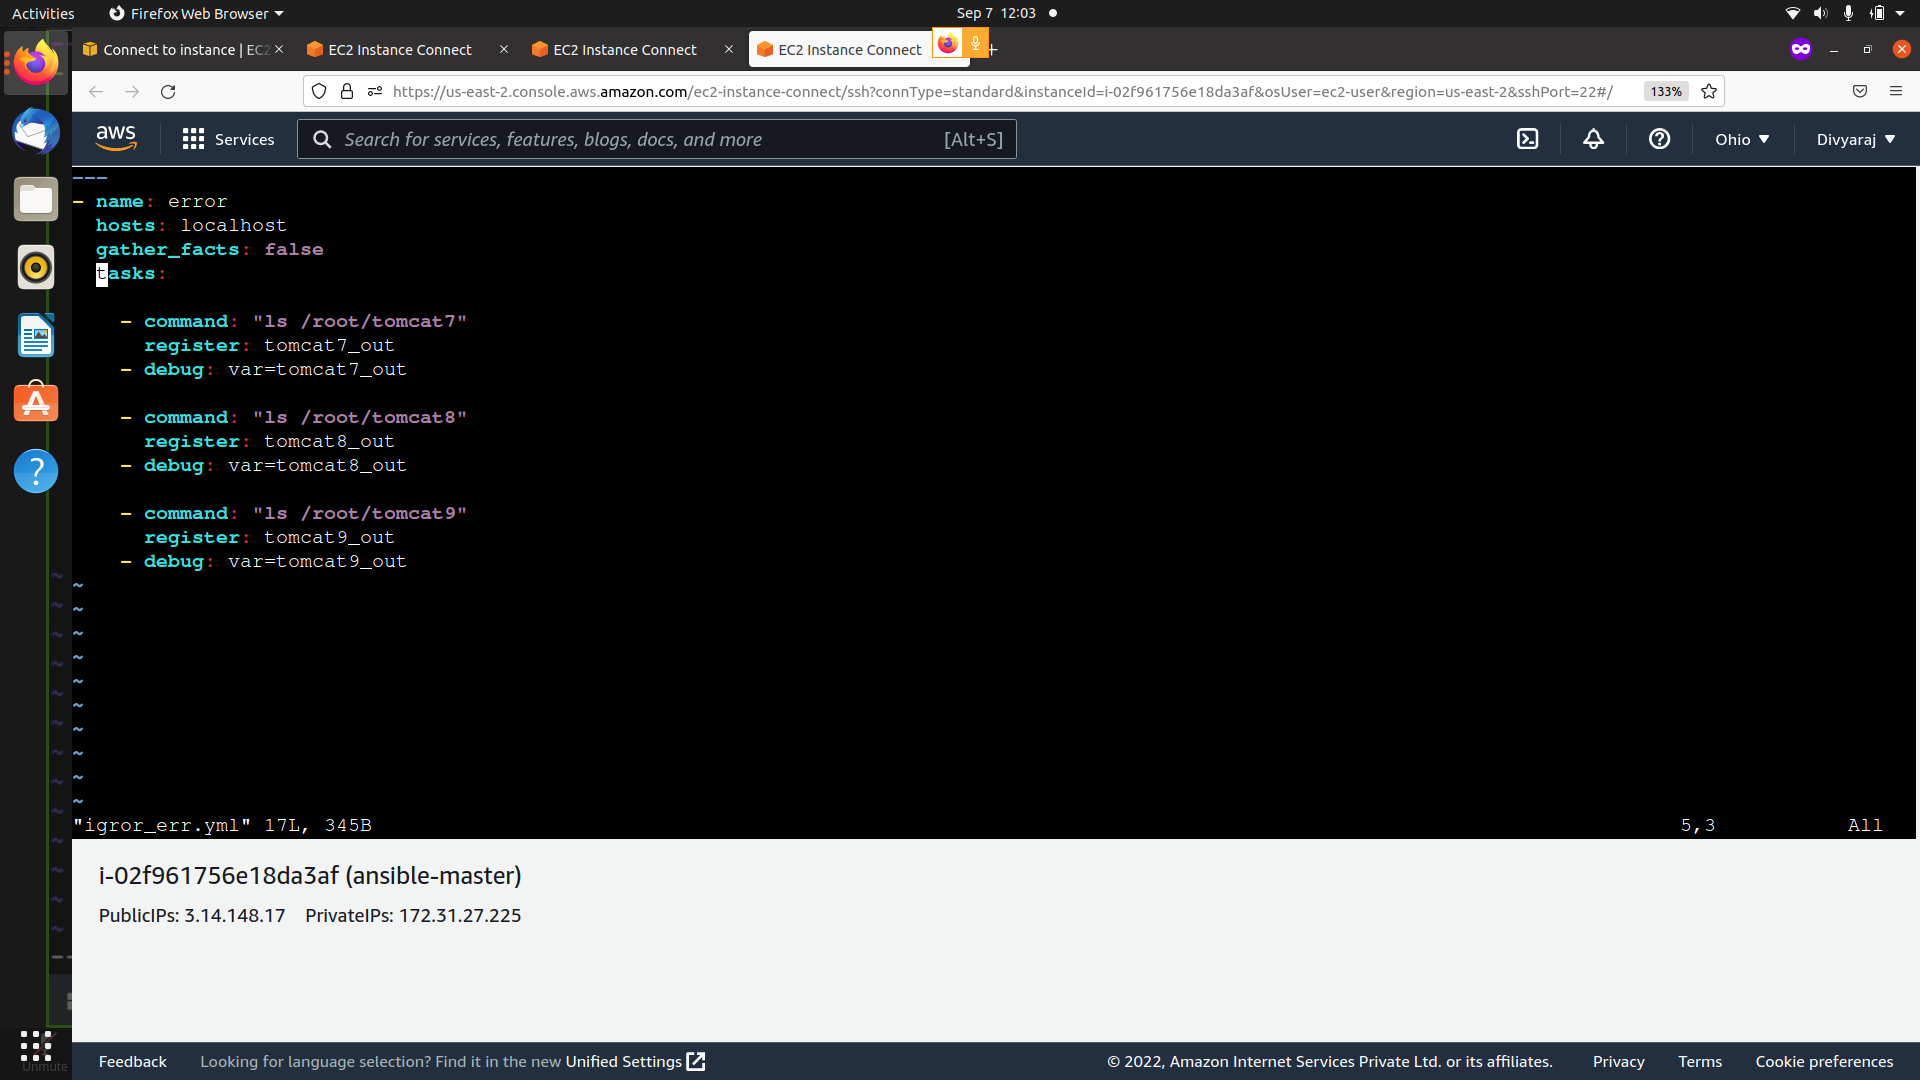 Activities
Firefox Web Browser
Sep 7 12:03
Connect to instance | EC2
EC2 Instance Connect
EC2 Instance Connect
EC2 Instance Connect
https://us-east-2.console.aws.amazon.com/ec2-instance-connect/ssh?connType=standard&instanceId=i-02f961756e18da3af&osUser=ec2-user&region=us-east-2&sshPort=22#/
133%
aws
Services
Search for services, features, blogs, docs, and more
[Alt+S]
Ohio
Divyaraj
---
- name: error
  hosts: localhost
  gather_facts: false
  tasks:
    - command: "ls /root/tomcat7"
      register: tomcat7_out
    - debug: var=tomcat7_out
    - command: "ls /root/tomcat8"
      register: tomcat8_out
    - debug: var=tomcat8_out
    - command: "ls /root/tomcat9"
      register: tomcat9_out
    - debug: var=tomcat9_out
~
~
~
~
~
~
~
~
~
~
"igror_err.yml" 17L, 345B
5,3
All
i-02f961756e18da3af (ansible-master)
PublicIPs: 3.14.148.17 PrivateIPs: 172.31.27.225
Unmute
Feedback
Looking for language selection? Find it in the new Unified Settings
© 2022, Amazon Internet Services Private Ltd. or its affiliates.
Privacy
Terms
Cookie preferences